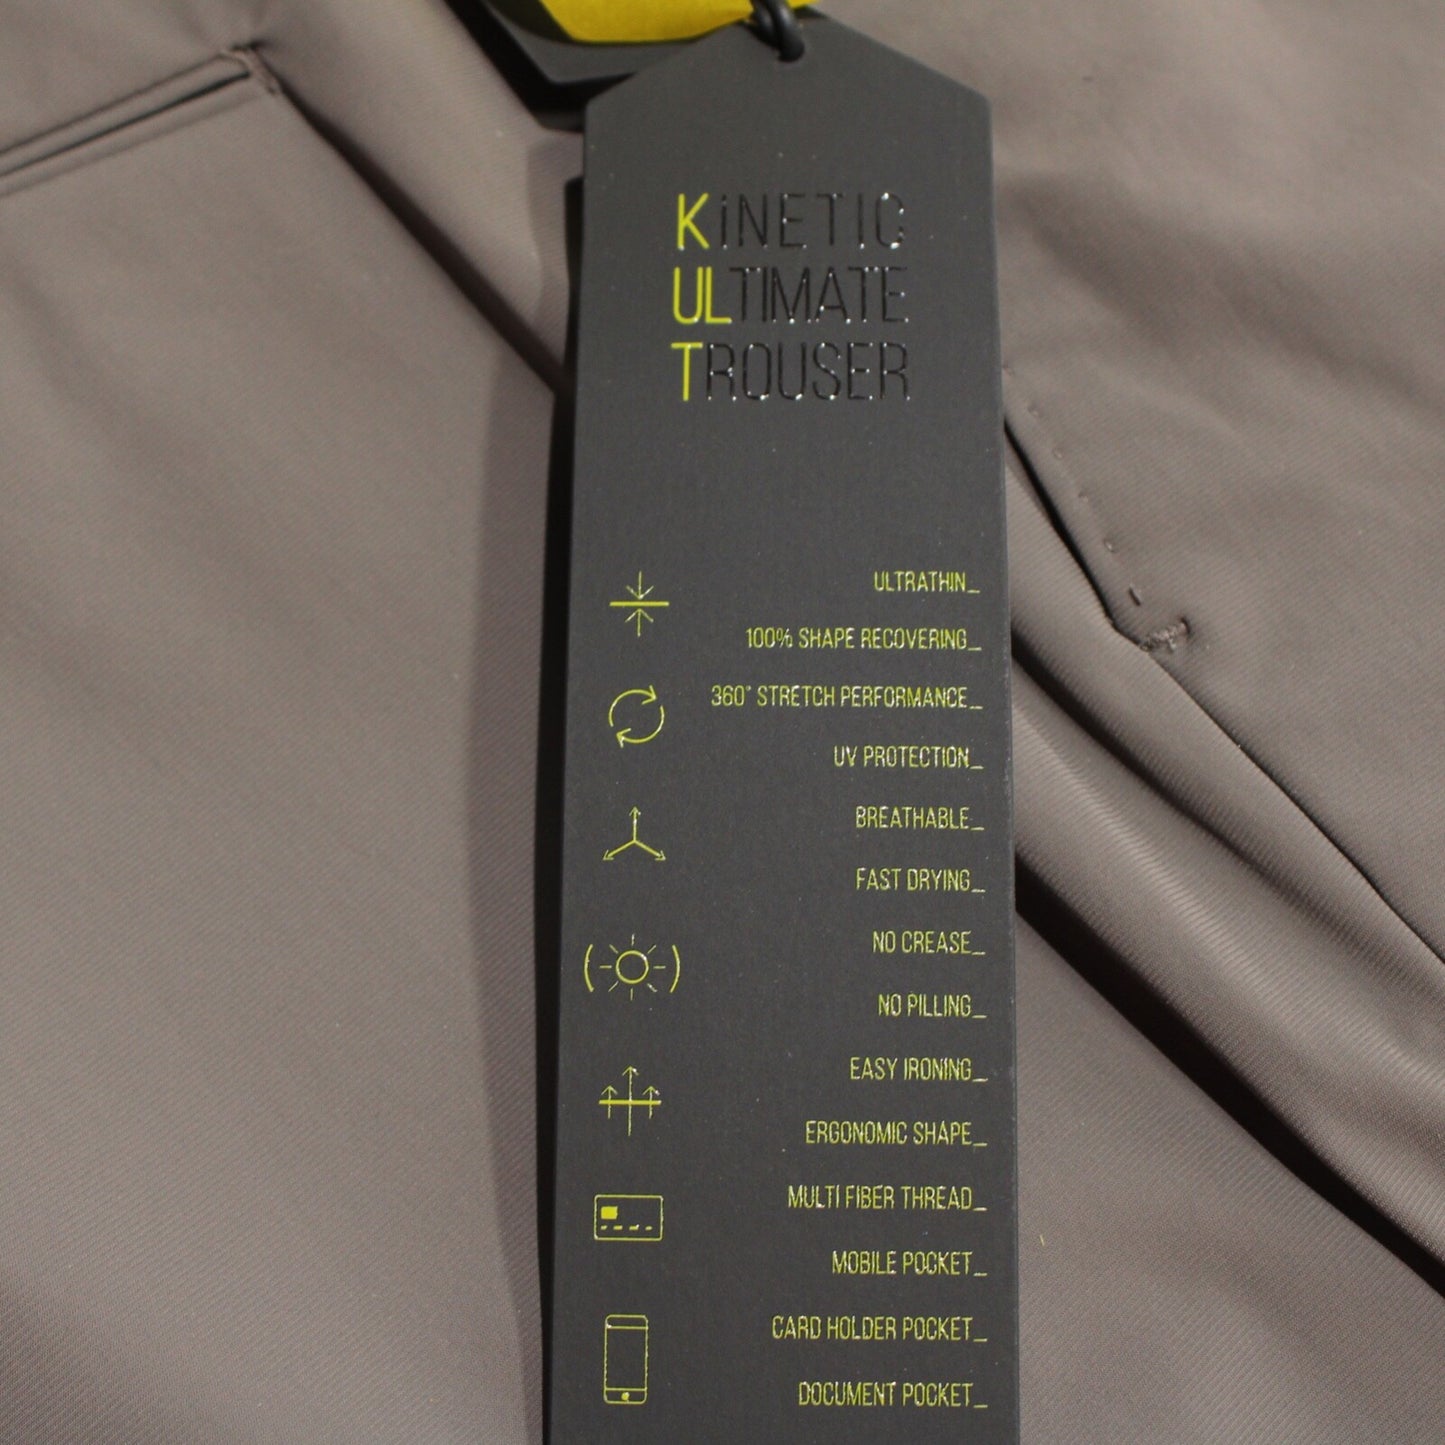 KiNETIC
ULTIMATE
TROUSER
ULTRATHIN_
100% SHAPE RECOVERING_
360° STRETCH PERFORMANCE_
UV PROTECTION_
BREATHABLE_
FAST DRYING_
NO CREASE_
NO PILLING_
EASY IRONING_
ERGONOMIC SHAPE_
MULTI FIBER THREAD_
MOBILE POCKET_
CARD HOLDER POCKET_
DOCUMENT POCKET_